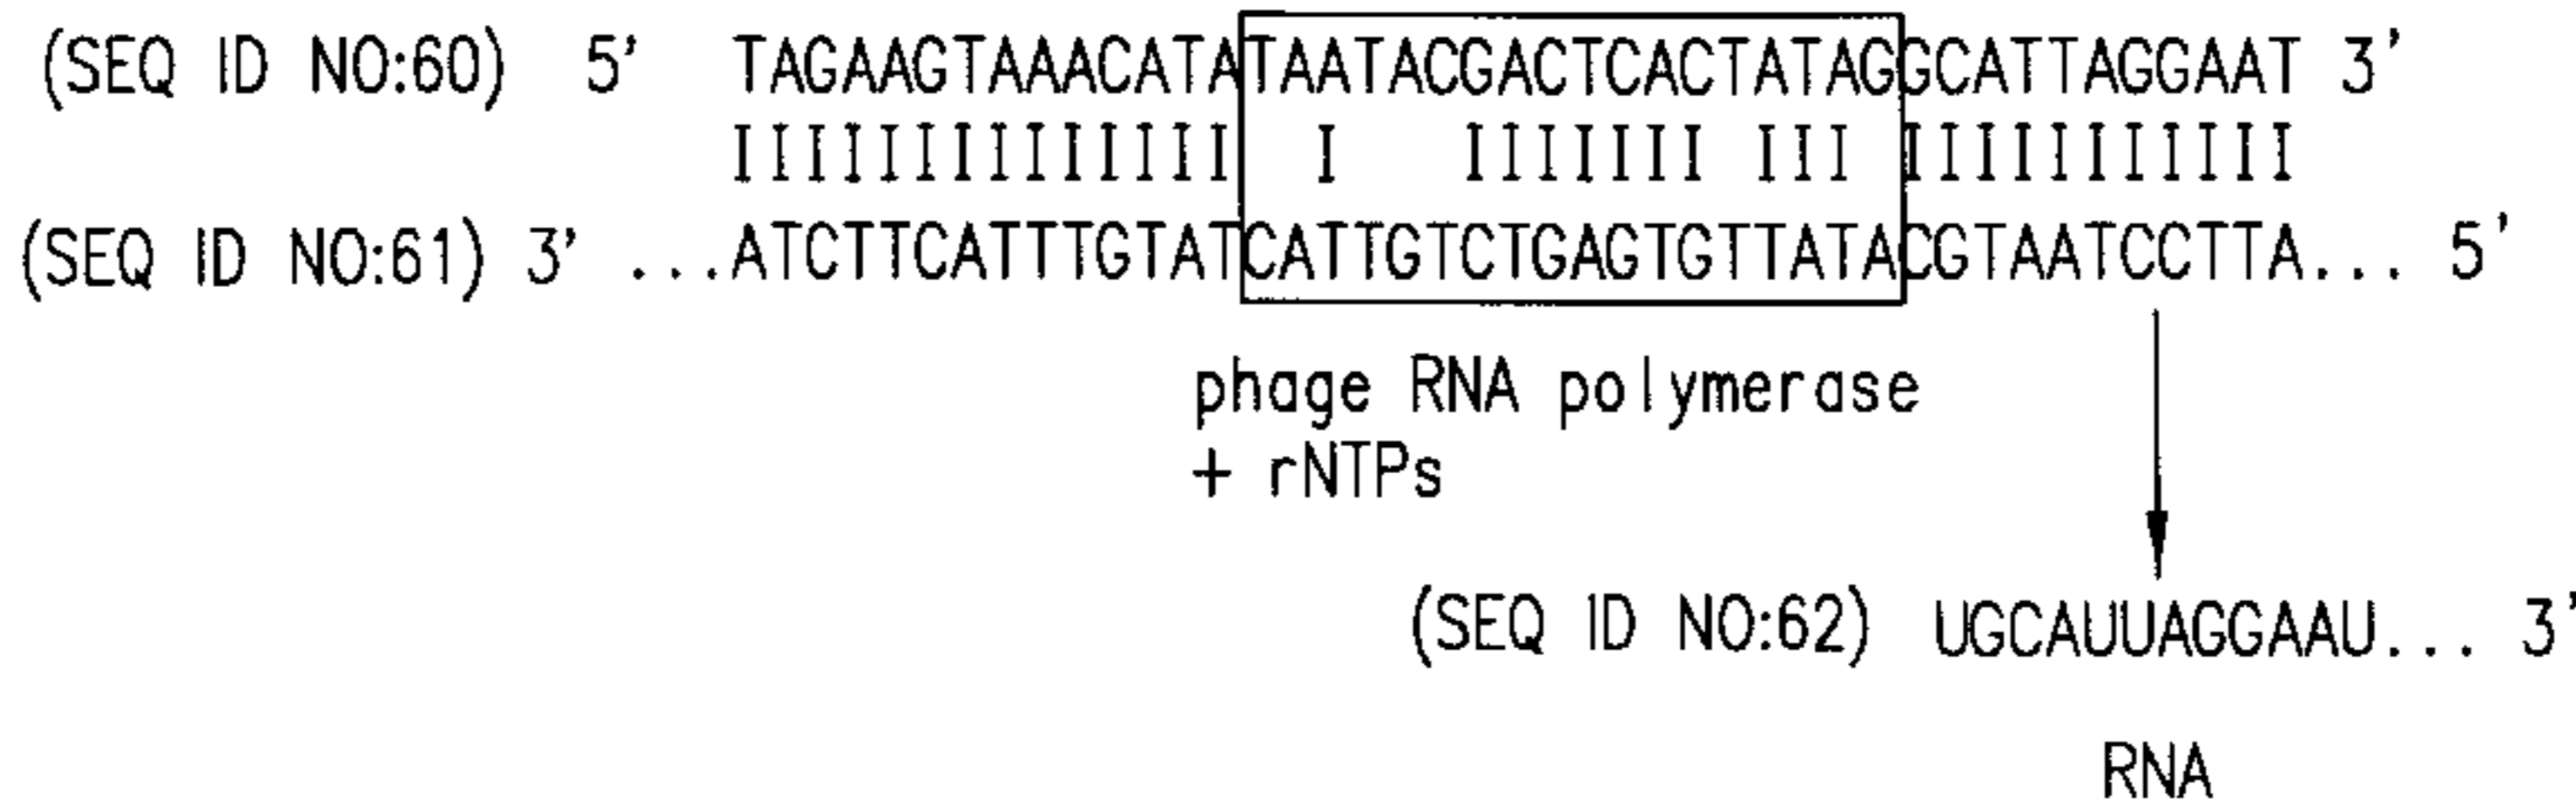 (SEQ ID NO:60) 5' TAGAAGTAAACATATAATACGACTCACTATAGGCATTAGGAAT 3'
IIIIIIIIIIIIII I IIIIIII III IIIIIIIIIII
(SEQ ID NO:61) 3' ...ATCTTCATTTGTATCATTGTCTGAGTGTTATACGTAATCCTTA... 5'
phage RNA polymerase
+ rNTPs
(SEQ ID NO:62) UGCAUUAGGAAU... 3'
RNA